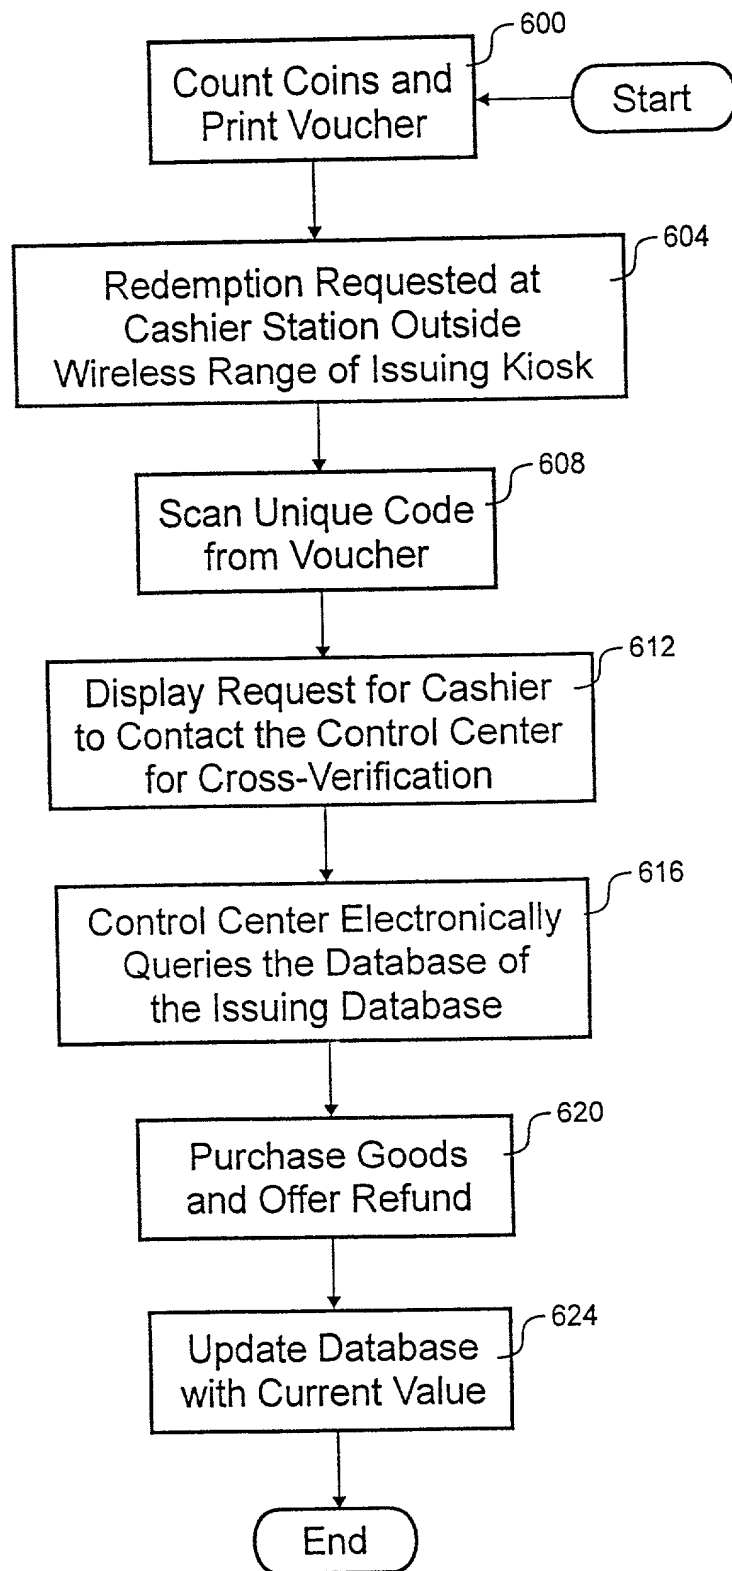 600
Count Coins and
Print Voucher
Start
604
Redemption Requested at
Cashier Station Outside
Wireless Range of Issuing Kiosk
608
Scan Unique Code
from Voucher
612
Display Request for Cashier
to Contact the Control Center
for Cross-Verification
616
Control Center Electronically
Queries the Database of
the Issuing Database
620
Purchase Goods
and Offer Refund
624
Update Database
with Current Value
End